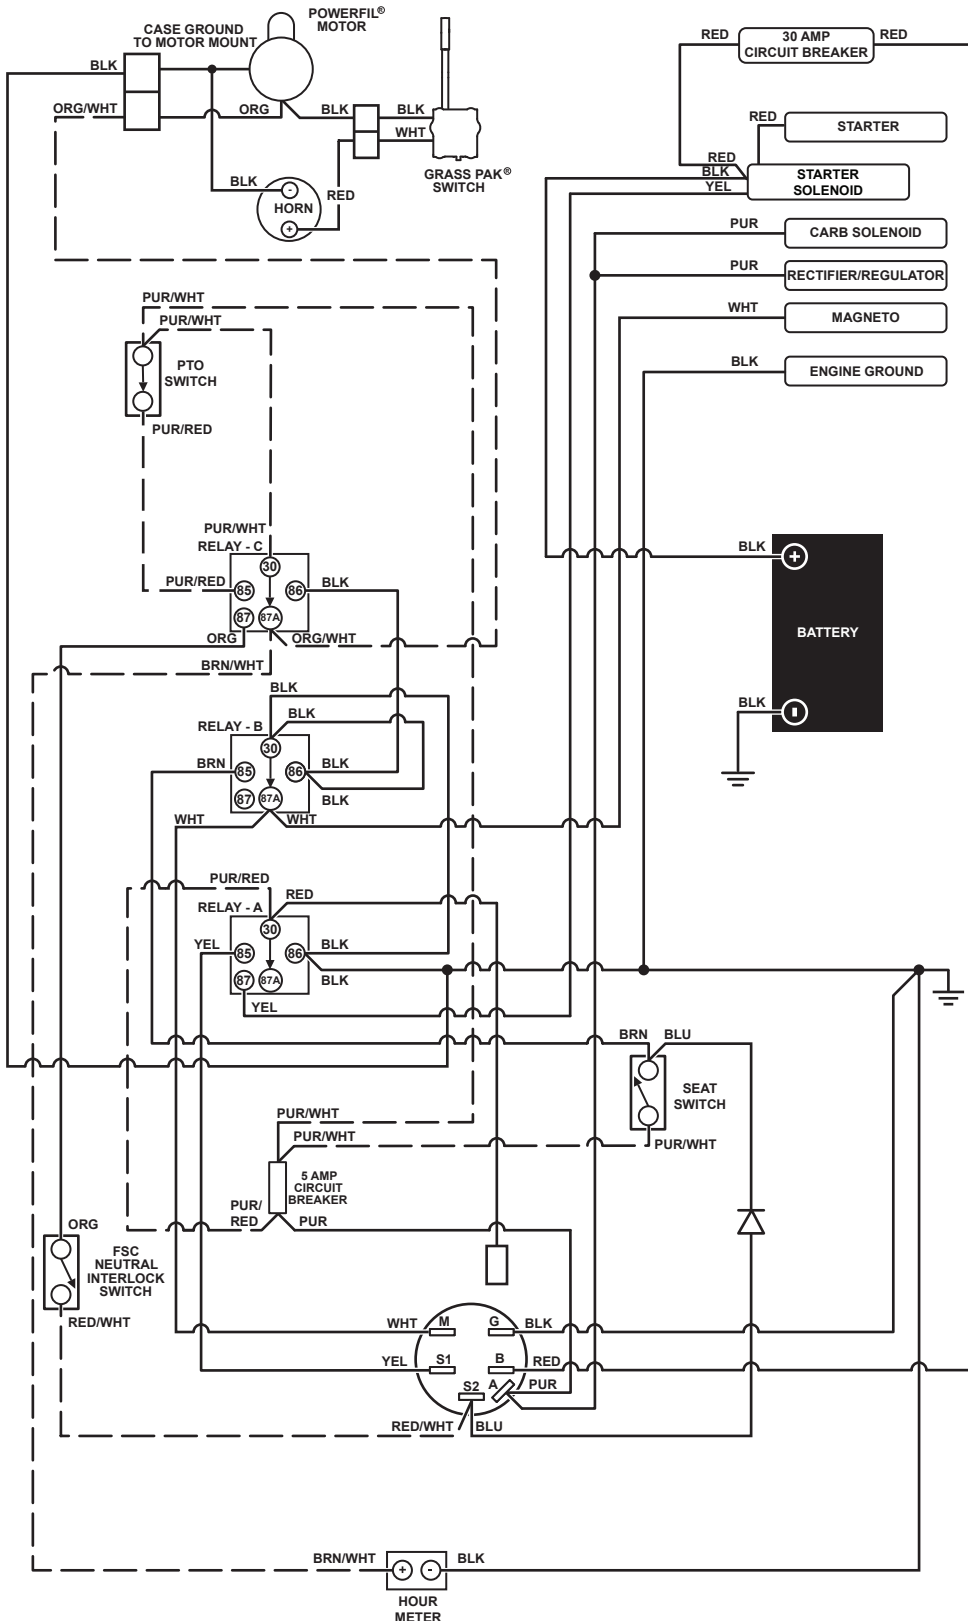 POWERFIL®
MOTOR
CASE GROUND
TO MOTOR MOUNT
BLK
ORG/WHT
ORG
BLK
BLK
WHT
GRASS PAK®
SWITCH
BLK
HORN
-
+
RED
RED
30 AMP
CIRCUIT BREAKER
RED
RED
STARTER
RED
BLK
YEL
STARTER
SOLENOID
PUR
CARB SOLENOID
PUR
RECTIFIER/REGULATOR
WHT
MAGNETO
BLK
ENGINE GROUND
PUR/WHT
PUR/WHT
PTO
SWITCH
PUR/RED
PUR/WHT
RELAY - C
30
PUR/RED
85
86
BLK
87
87A
ORG
ORG/WHT
BRN/WHT
BLK
+
BATTERY
BLK
-
BLK
BLK
RELAY - B
30
BRN
85
86
BLK
87
87A
BLK
WHT
WHT
PUR/RED
RED
RELAY - A
30
YEL
85
86
BLK
87
87A
BLK
YEL
BRN
BLU
SEAT
SWITCH
PUR/WHT
PUR/WHT
PUR/WHT
5 AMP
CIRCUIT
BREAKER
PUR/
RED
PUR
ORG
FSC
NEUTRAL
INTERLOCK
SWITCH
RED/WHT
WHT
M
G
BLK
YEL
S1
B
RED
S2
A
PUR
RED/WHT
BLU
BRN/WHT
+
-
BLK
HOUR
METER